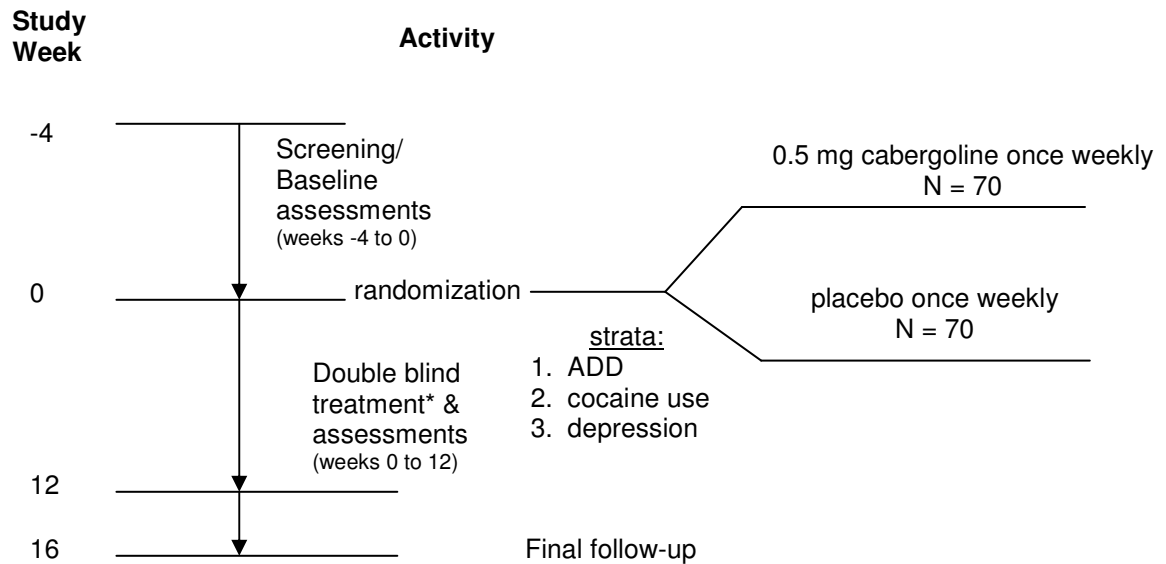 Study
Week
Activity
-4
Screening/
Baseline
assessments
(weeks -4 to 0)
0.5 mg cabergoline once weekly
N = 70
0
randomization
placebo once weekly
N = 70
strata:
1. ADD
2. cocaine use
3. depression
Double blind
treatment* &
assessments
(weeks 0 to 12)
12
16
Final follow-up